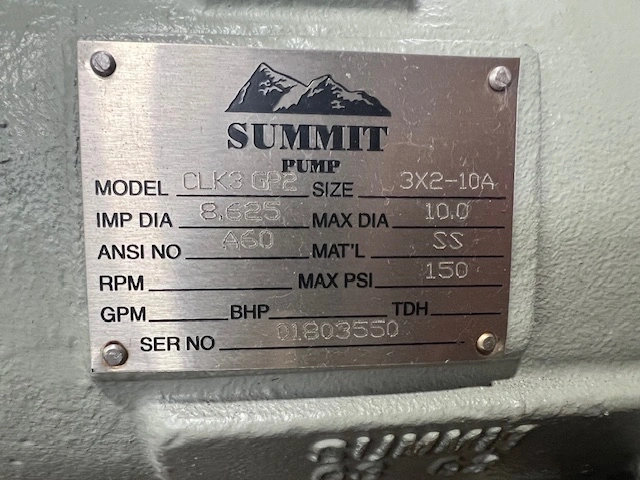 SUMMIT
PUMP
MODEL CLK3 GP2 SIZE 3X2-10A
IMP DIA 8.625 MAX DIA 10.0
ANSI NO A60 MAT'L SS
RPM MAX PSI 150
GPM BHP TDH
SER NO 01803550
SUMMIT